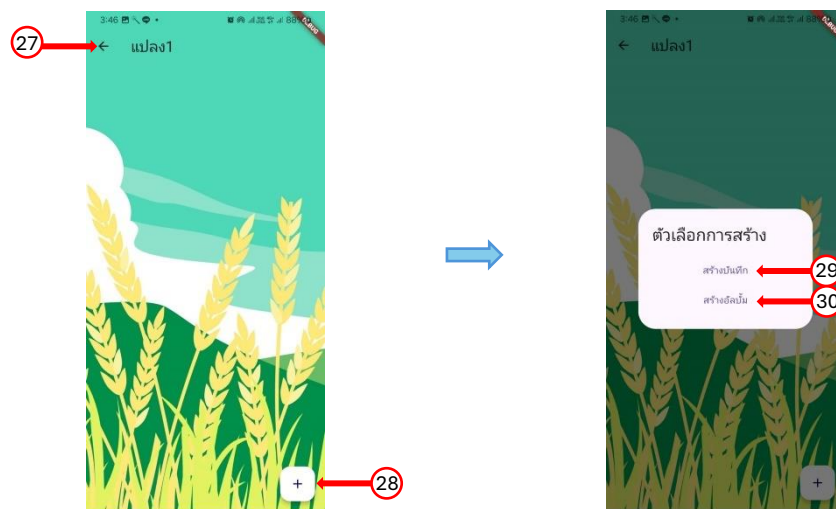 3:46
88%
27
แปลง1
+
28
3:46
แปลง1
ตัวเลือกการสร้าง
สร้างบันทึก
29
สร้างอัลบั้ม
30
+